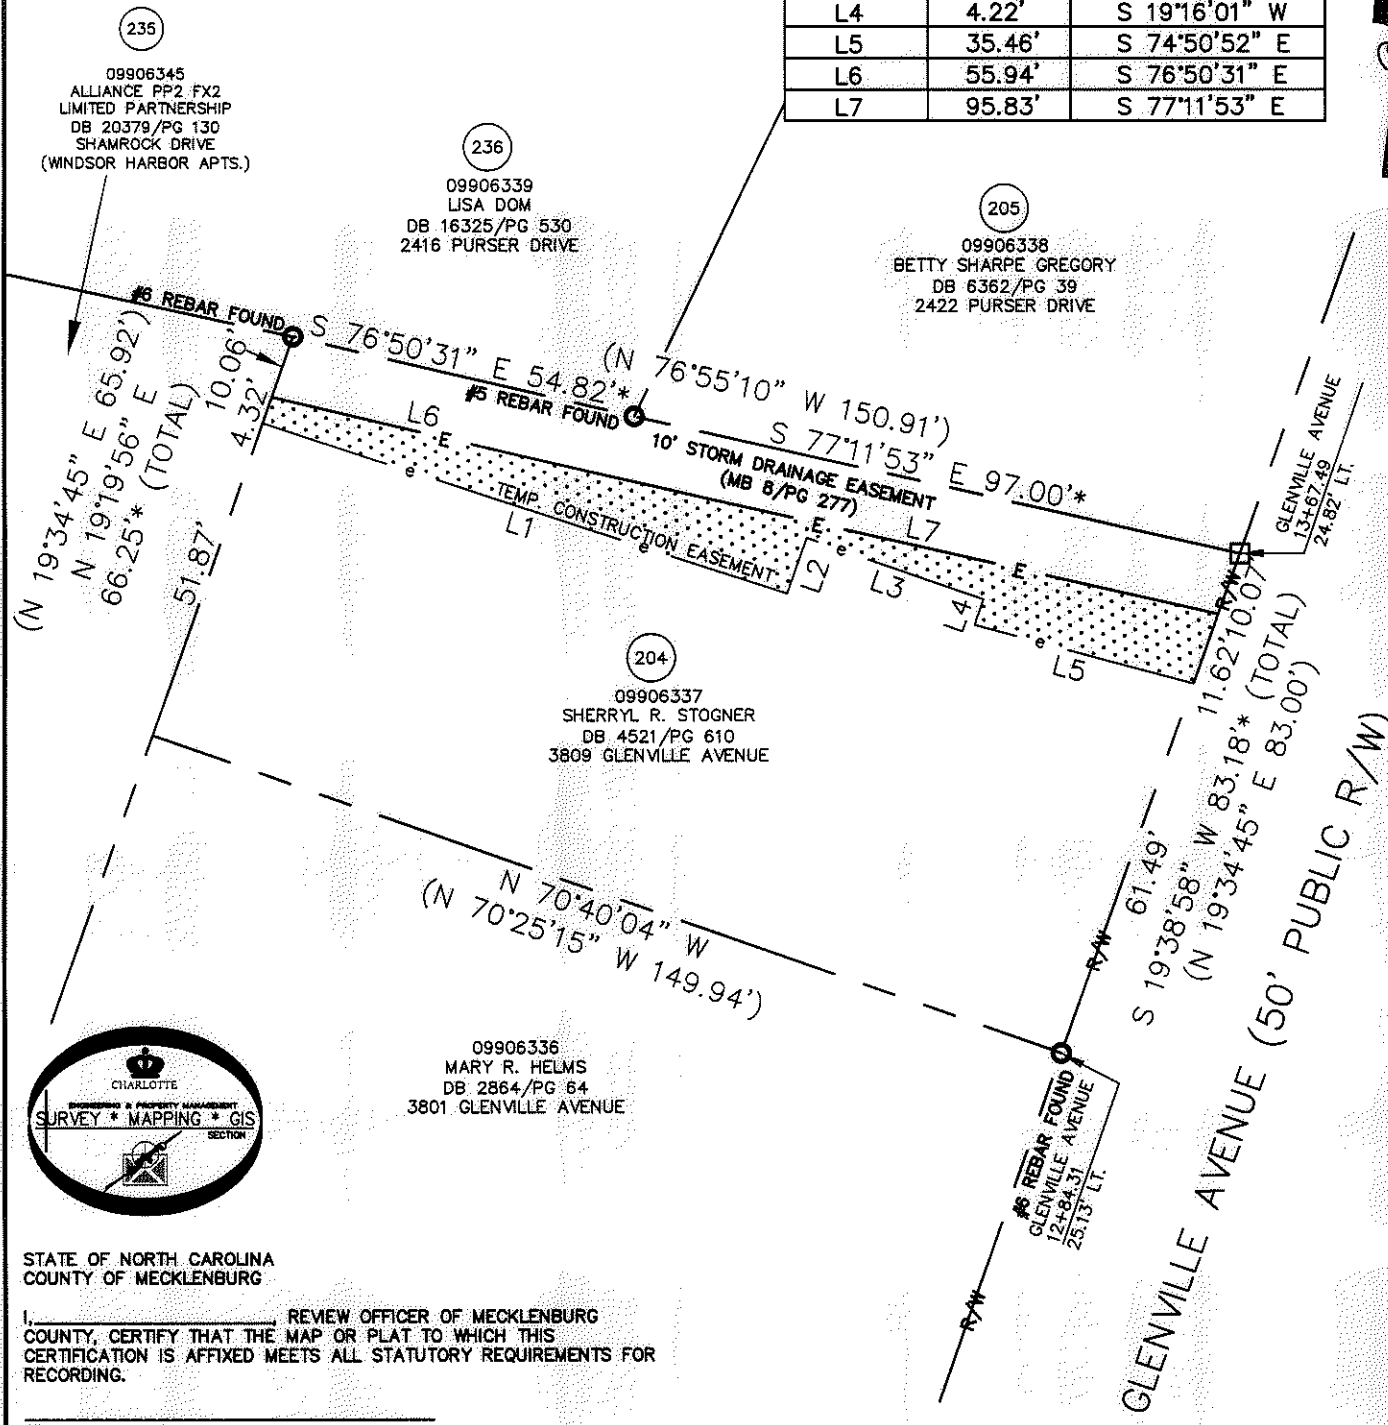 L4 4.22' S 19°16'01" W
L5 35.46' S 74°50'52" E
L6 55.94' S 76°50'31" E
L7 95.83' S 77°11'53" E
235
09906345
ALLIANCE PP2 FX2
LIMITED PARTNERSHIP
DB 20379/PG 130
SHAMROCK DRIVE
(WINDSOR HARBOR APTS.)
236
09906339
LISA DOM
DB 16325/PG 530
2416 PURSER DRIVE
205
09906338
BETTY SHARPE GREGORY
DB 6362/PG 39
2422 PURSER DRIVE
#6 REBAR FOUND
S 76°50'31" E 54.82'*
#5 REBAR FOUND
(N 76°55'10" W 150.91')
S 77°11'53" E 97.00'*
10' STORM DRAINAGE EASEMENT
(MB 8/PG 277)
GLENVILLE AVENUE
13+67.49
24.82' LT.
(N 19°34'45" E 65.92')
N 19°19'56" E
66.25'* (TOTAL)
10.06'
4.32'
51.87'
L6
E
e
TEMP. CONSTRUCTION EASEMENT
L1
e
E
L2
e
L3
L7
E
L4
e
L5
R/W
10.07'
11.62'
204
09906337
SHERRYL R. STOGNER
DB 4521/PG 610
3809 GLENVILLE AVENUE
61.49'
S 19°38'58" W 83.18'* (TOTAL)
(N 19°34'45" E 83.00')
R/W
N 70°40'04" W
(N 70°25'15" W 149.94')
GLENVILLE AVENUE (50' PUBLIC R/W)
09906336
MARY R. HELMS
DB 2864/PG 64
3801 GLENVILLE AVENUE
#6 REBAR FOUND
GLENVILLE AVENUE
12+84.31
25.13' LT.
R/W
CHARLOTTE
ENGINEERING & PROPERTY MANAGEMENT
SURVEY * MAPPING * GIS
SECTION
STATE OF NORTH CAROLINA
COUNTY OF MECKLENBURG
I,____________________, REVIEW OFFICER OF MECKLENBURG
COUNTY, CERTIFY THAT THE MAP OR PLAT TO WHICH THIS
CERTIFICATION IS AFFIXED MEETS ALL STATUTORY REQUIREMENTS FOR
RECORDING.